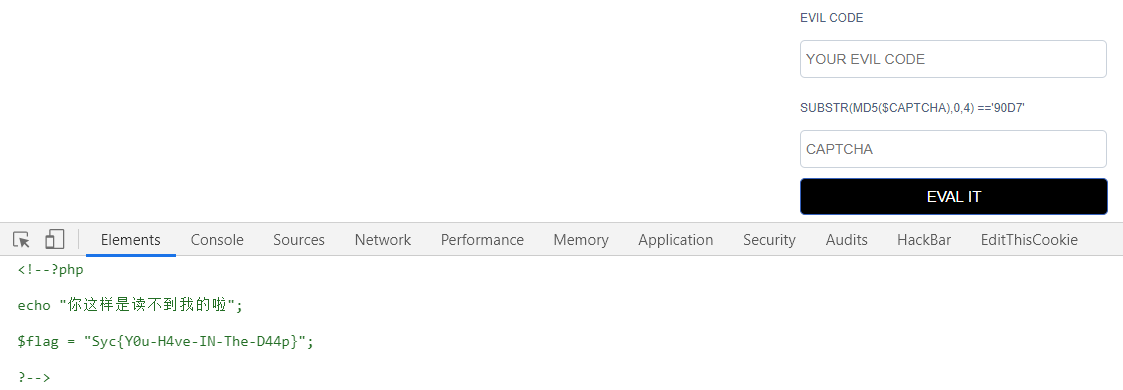 EVIL CODE
YOUR EVIL CODE
SUBSTR(MD5($CAPTCHA),0,4) =='90D7'
CAPTCHA
EVAL IT
Elements Console Sources Network Performance Memory Application Security Audits HackBar EditThisCookie
<!--?php
echo "你这样是读不到我的啦";
$flag = "Syc{Y0u-H4ve-IN-The-D44p}";
?-->